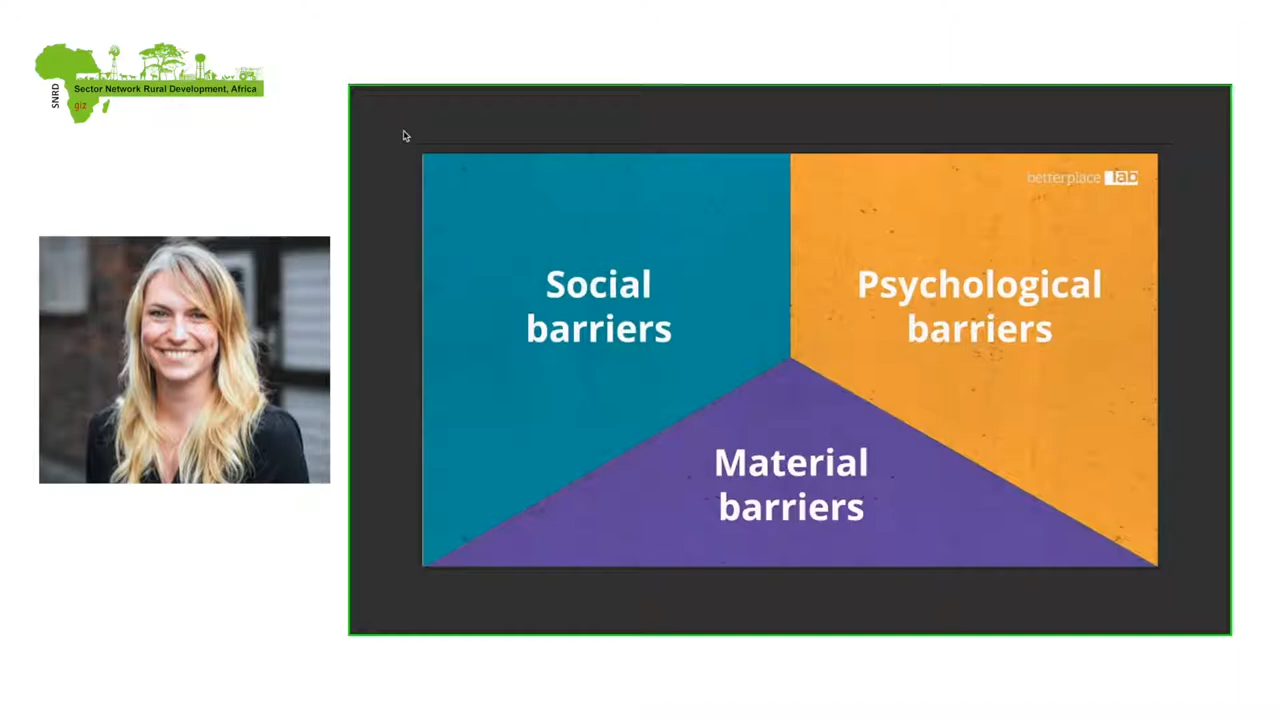 SNRD
Sector Network Rural Development, Africa
giz
betterplace lab
Social
barriers
Psychological
barriers
Material
barriers